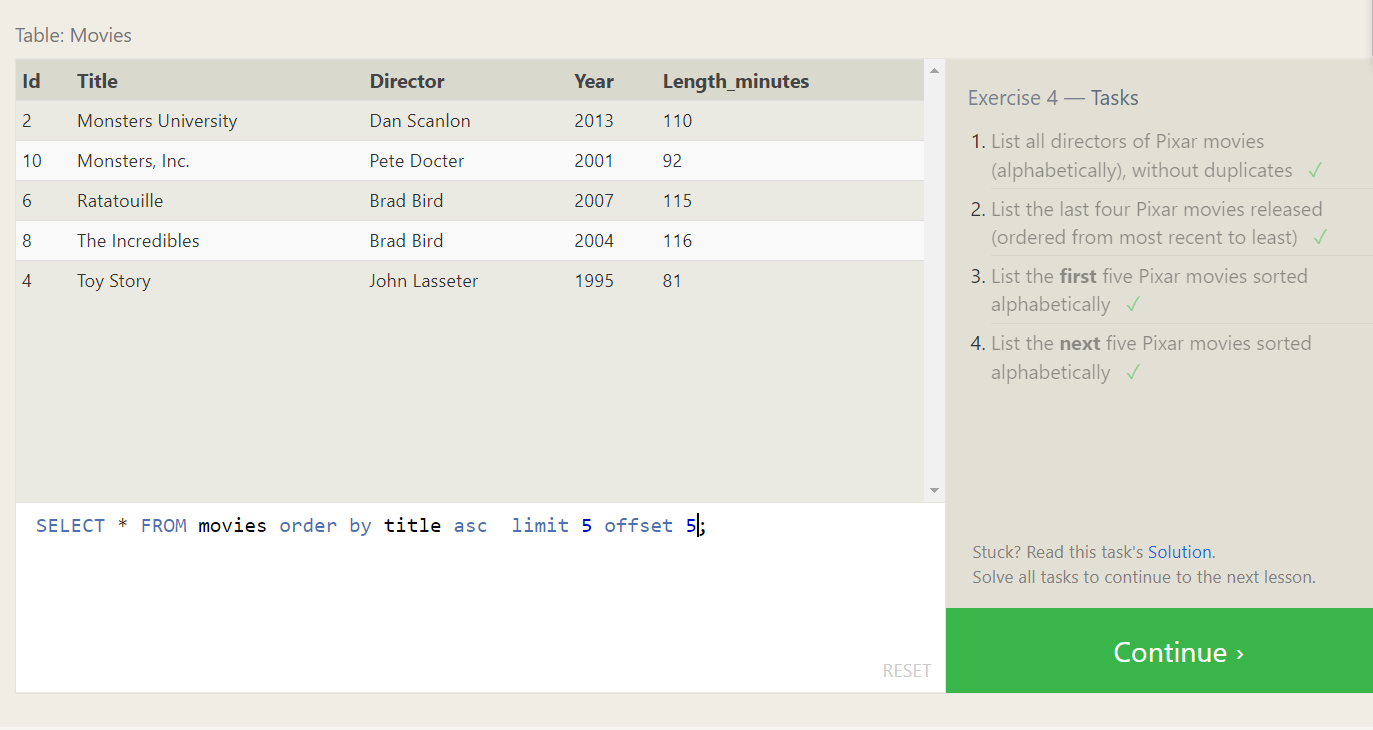 Table: Movies
Id Title Director Year Length_minutes
2 Monsters University Dan Scanlon 2013 110
10 Monsters, Inc. Pete Docter 2001 92
6 Ratatouille Brad Bird 2007 115
8 The Incredibles Brad Bird 2004 116
4 Toy Story John Lasseter 1995 81
SELECT * FROM movies order by title asc  limit 5 offset 5;
RESET
Exercise 4 — Tasks
1. List all directors of Pixar movies
(alphabetically), without duplicates ✓
2. List the last four Pixar movies released
(ordered from most recent to least) ✓
3. List the first five Pixar movies sorted
alphabetically ✓
4. List the next five Pixar movies sorted
alphabetically ✓
Stuck? Read this task's Solution.
Solve all tasks to continue to the next lesson.
Continue ›